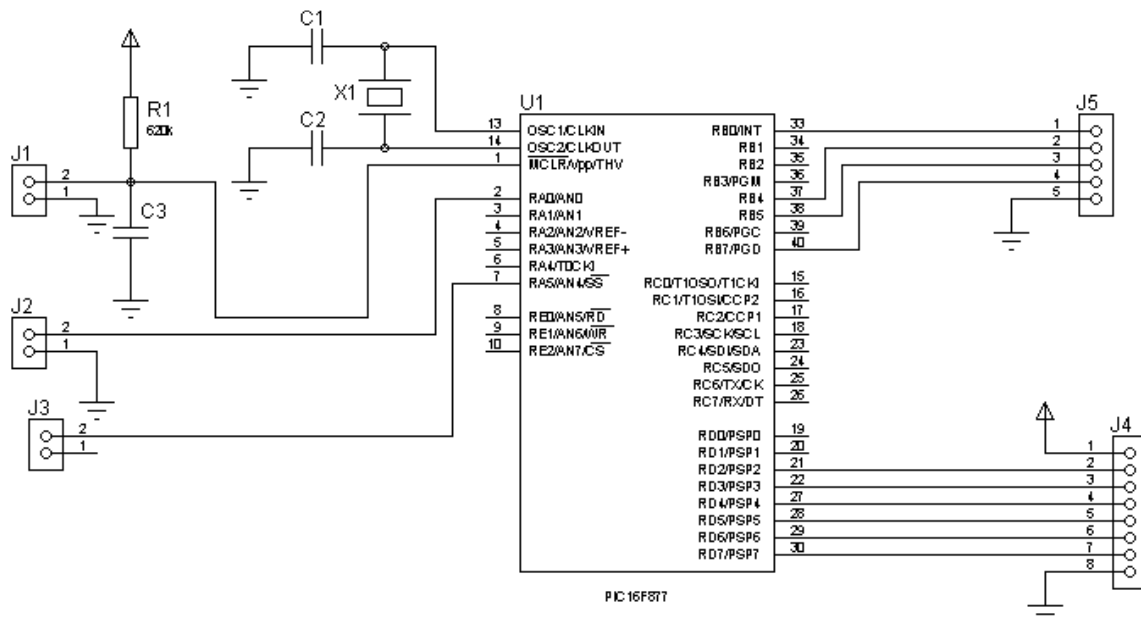 C1
R1
620k
X1
C2
J1
2
1
C3
J2
2
1
J3
2
1
U1
13 OSC1/CLKIN RB0/INT 33
14 OSC2/CLKOUT RB1 34
1 MCLR/Vpp/THV RB2 35
RB3/PGM 36
2 RA0/AN0 RB4 37
3 RA1/AN1 RB5 38
4 RA2/AN2/VREF- RB6/PGC 39
5 RA3/AN3/VREF+ RB7/PGD 40
6 RA4/T0CKI
7 RA5/AN4/SS RC0/T1OSO/T1CKI 15
RC1/T1OSI/CCP2 16
8 RE0/AN5/RD RC2/CCP1 17
9 RE1/AN6/WR RC3/SCK/SCL 18
10 RE2/AN7/CS RC4/SDI/SDA 23
RC5/SDO 24
RC6/TX/CK 25
RC7/RX/DT 26
RD0/PSP0 19
RD1/PSP1 20
RD2/PSP2 21
RD3/PSP3 22
RD4/PSP4 27
RD5/PSP5 28
RD6/PSP6 29
RD7/PSP7 30
PIC16F877
J5
1
2
3
4
5
J4
1
2
3
4
5
6
7
8